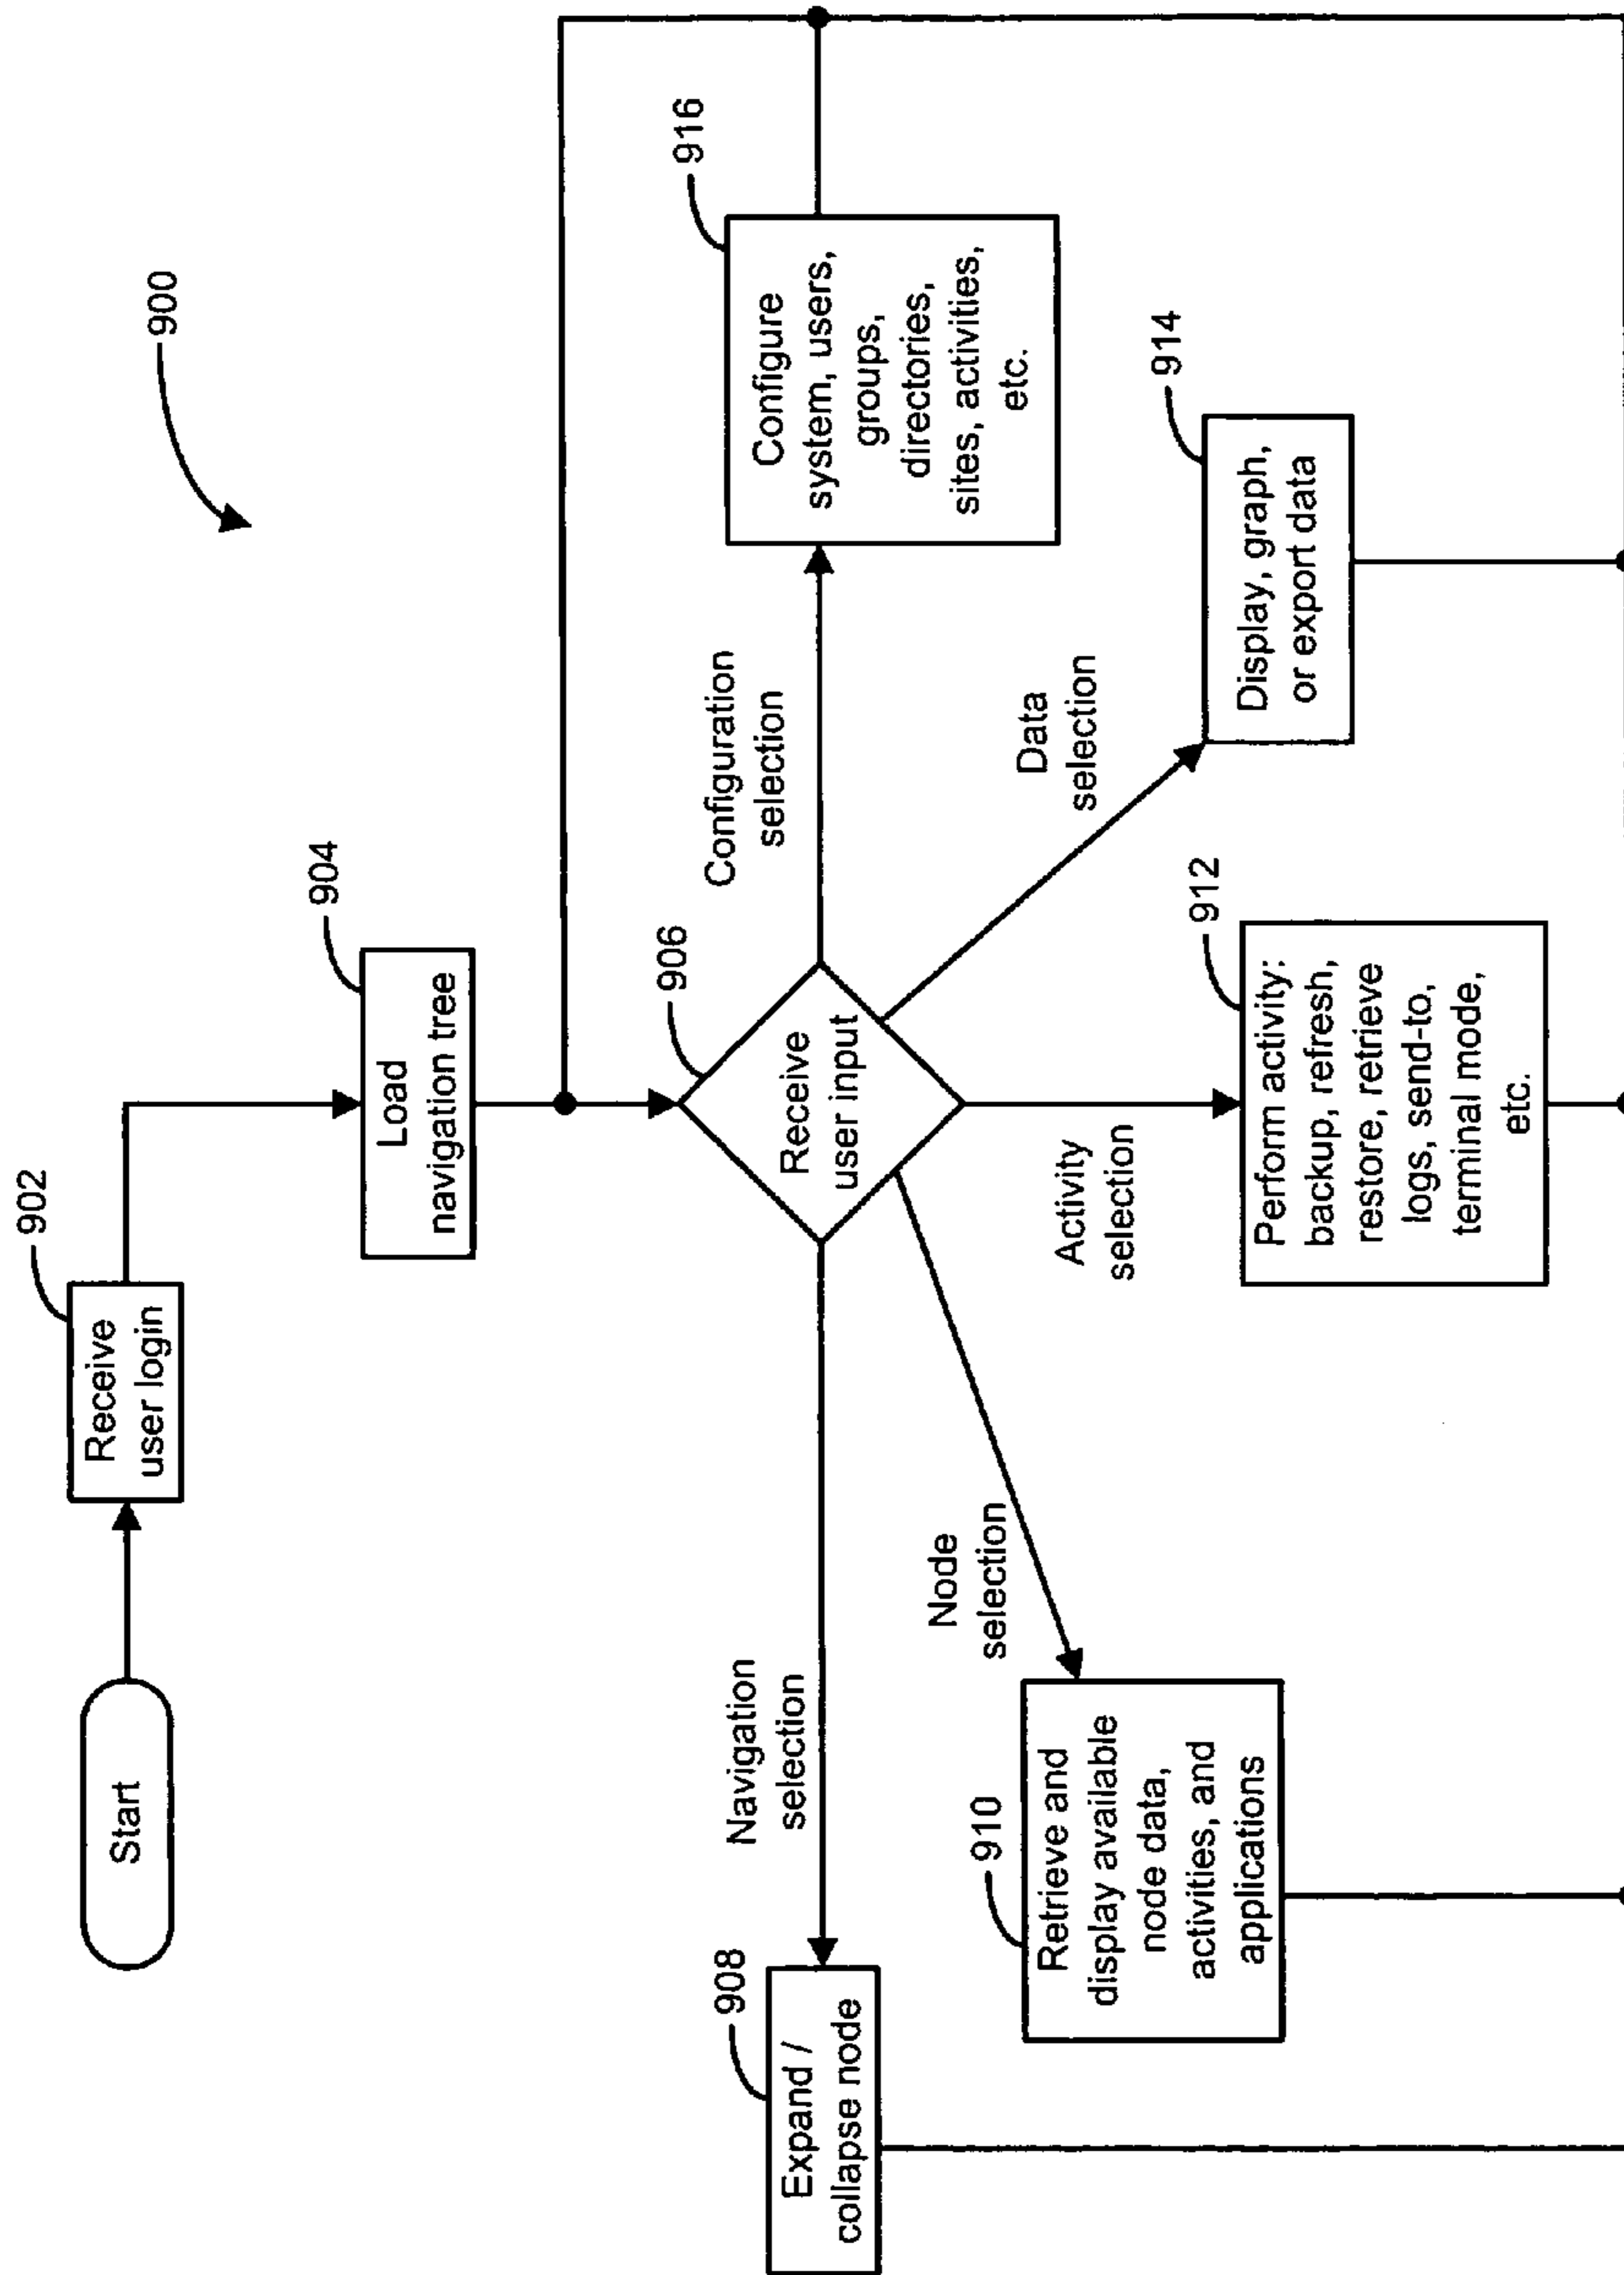 900
Start
Receive
user login
902
Load
navigation tree
904
Receive
user input
906
Navigation
selection
Expand /
collapse node
908
Node
selection
Retrieve and
display available
node data,
activities, and
applications
910
Activity
selection
Perform activity:
backup, refresh,
restore, retrieve
logs, send-to,
terminal mode,
etc.
912
Data
selection
Display, graph,
or export data
914
Configuration
selection
Configure
system, users,
groups,
directories,
sites, activities,
etc.
916